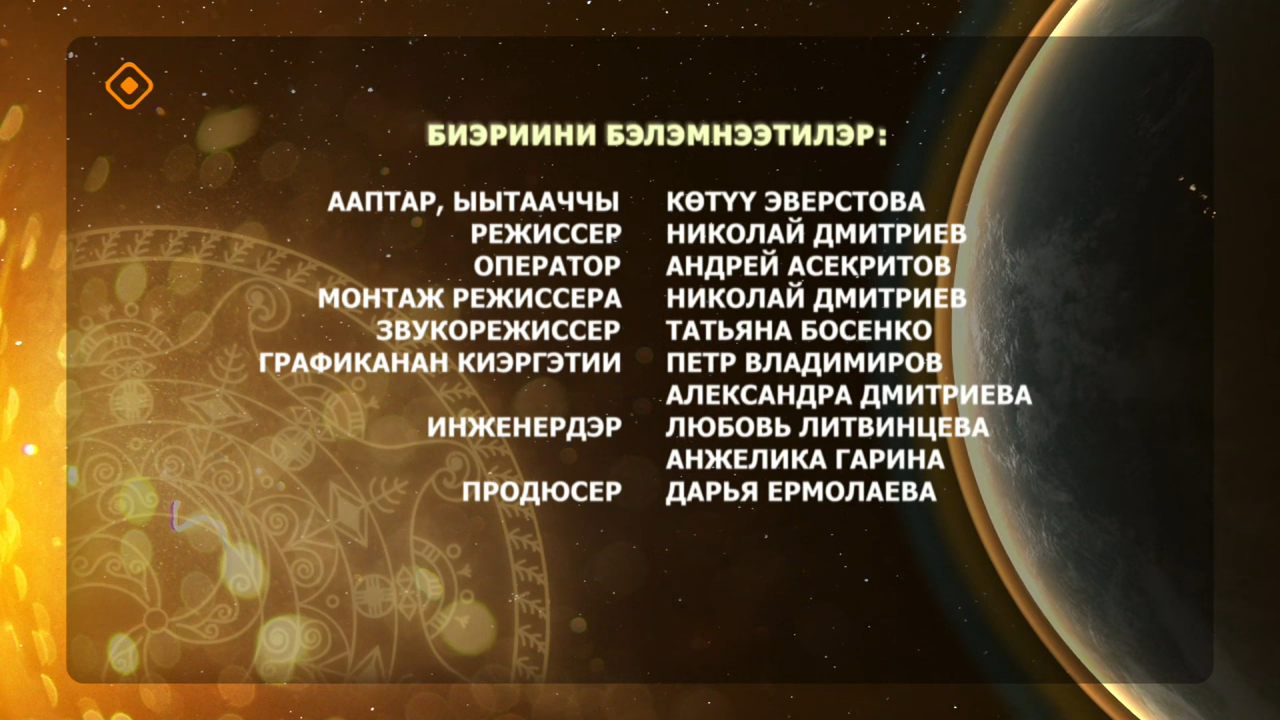 БИЭРИИНИ БЭЛЭМНЭЭТИЛЭР:
ААПТАР, ЫЫТААЧЧЫ КӨТҮҮ ЭВЕРСТОВА
РЕЖИССЕР НИКОЛАЙ ДМИТРИЕВ
ОПЕРАТОР АНДРЕЙ АСЕКРИТОВ
МОНТАЖ РЕЖИССЕРА НИКОЛАЙ ДМИТРИЕВ
ЗВУКОРЕЖИССЕР ТАТЬЯНА БОСЕНКО
ГРАФИКАНАН КИЭРГЭТИИ ПЕТР ВЛАДИМИРОВ
АЛЕКСАНДРА ДМИТРИЕВА
ИНЖЕНЕРДЭР ЛЮБОВЬ ЛИТВИНЦЕВА
АНЖЕЛИКА ГАРИНА
ПРОДЮСЕР ДАРЬЯ ЕРМОЛАЕВА